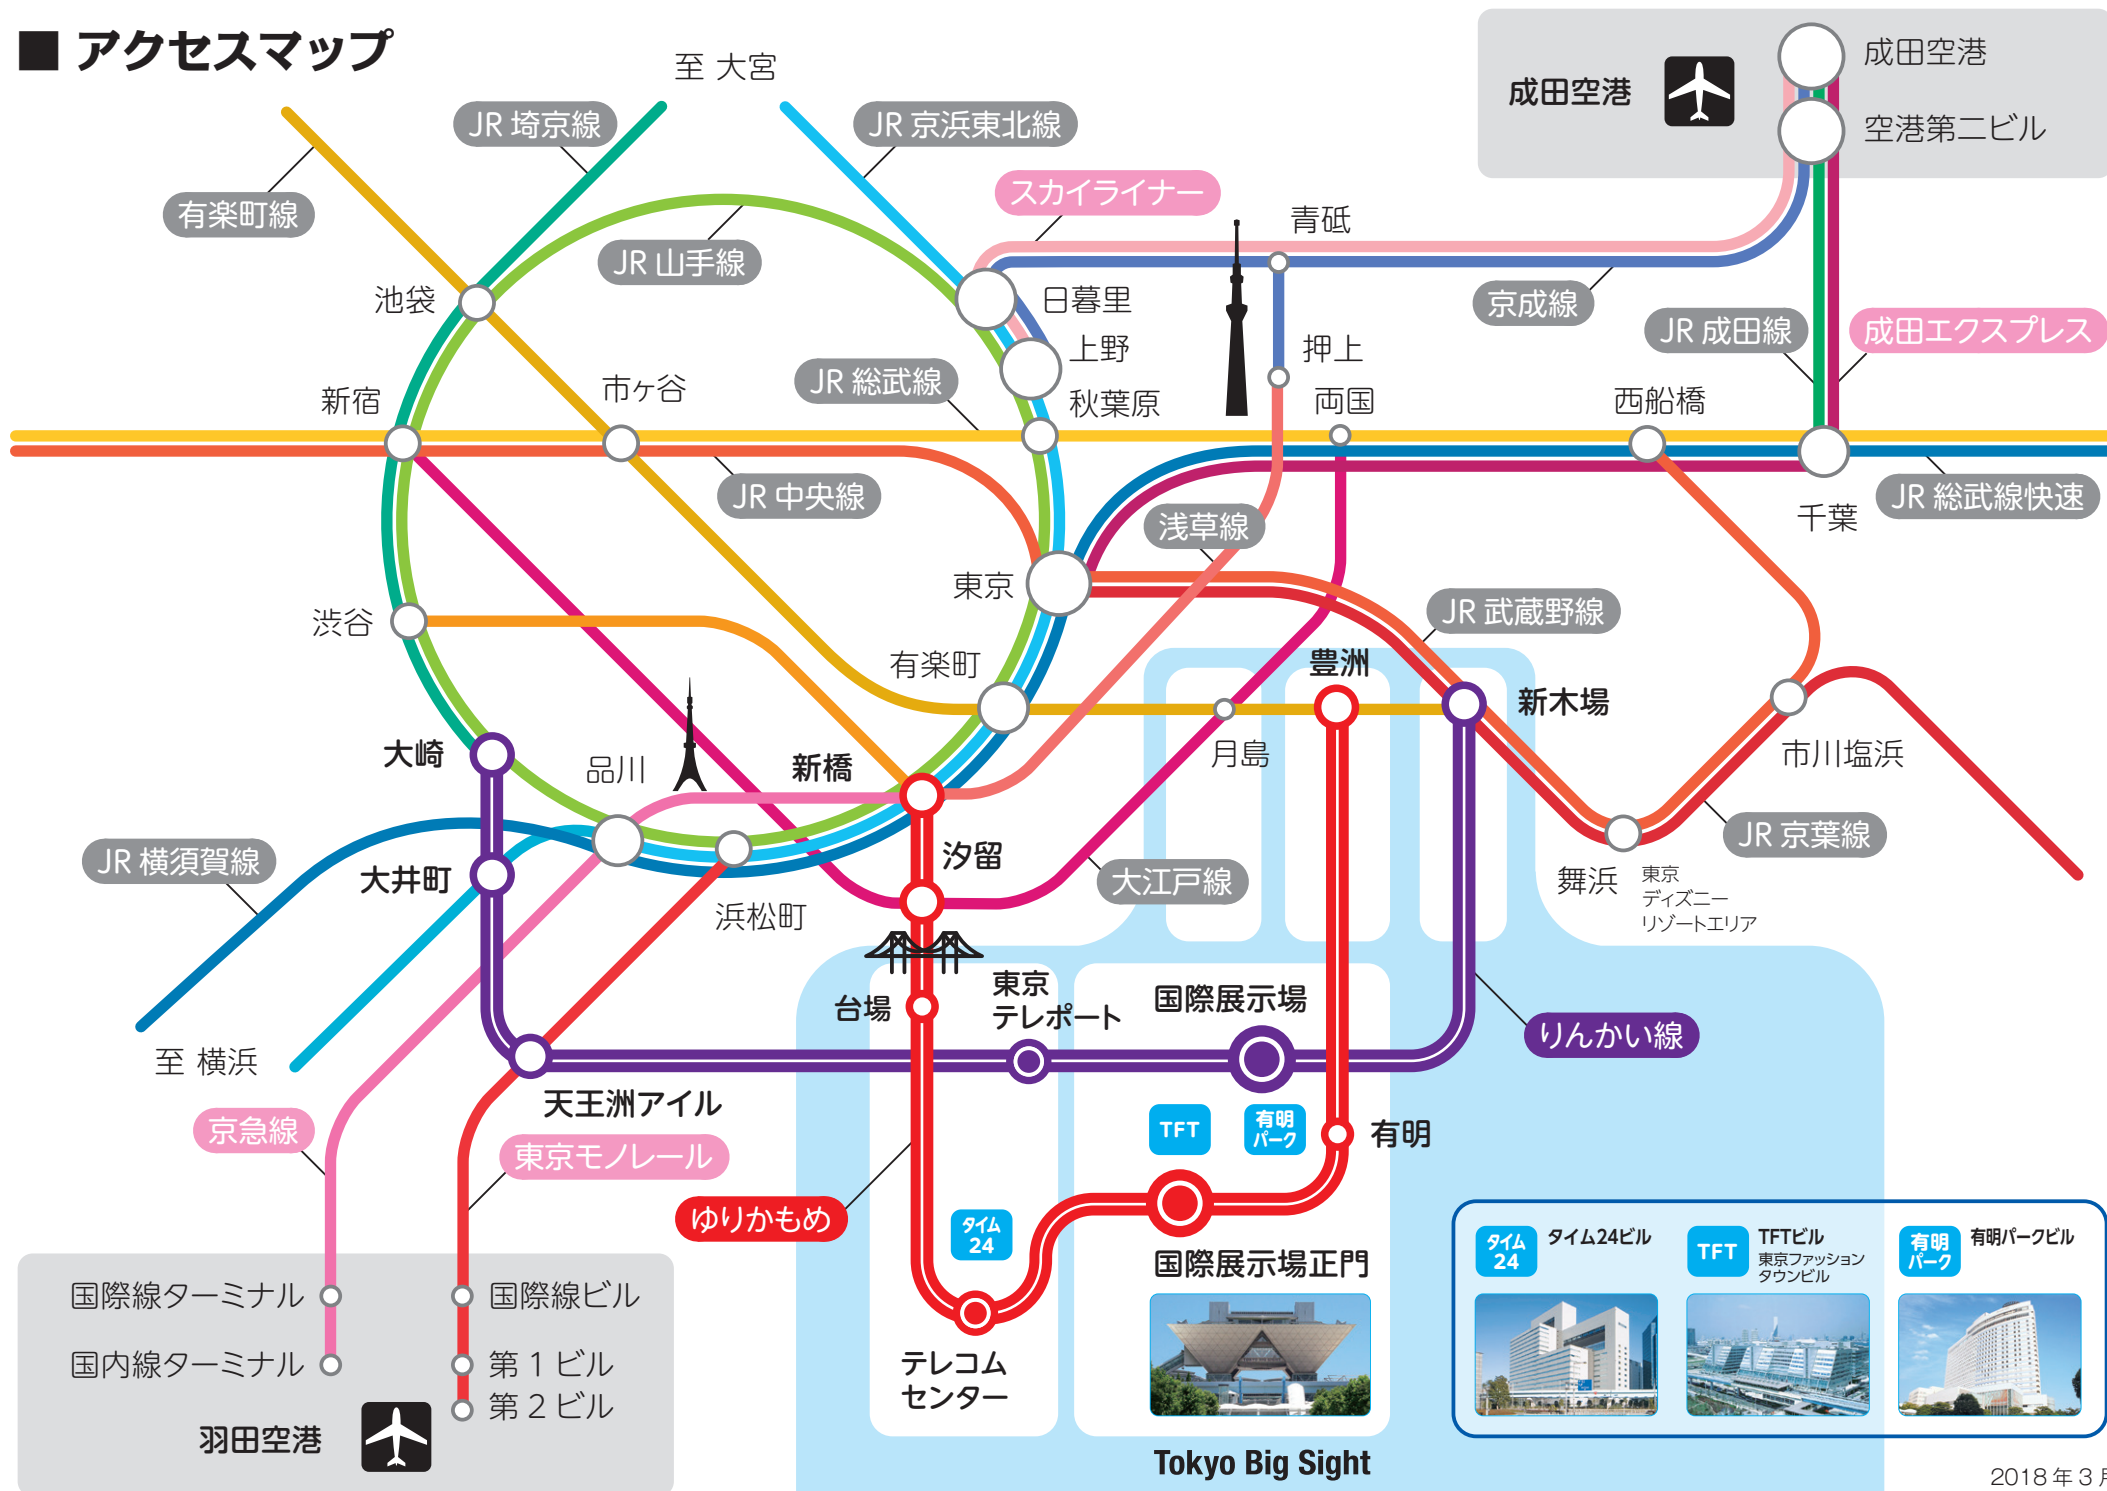 ■ アクセスマップ
至 大宮
成田空港
成田空港
空港第二ビル
JR 埼京線
JR 京浜東北線
有楽町線
スカイライナー
青砥
JR 山手線
池袋
日暮里
京成線
JR 成田線
成田エクスプレス
上野
押上
新宿
市ヶ谷
JR 総武線
秋葉原
両国
西船橋
JR 中央線
浅草線
千葉
JR 総武線快速
東京
渋谷
JR 武蔵野線
有楽町
豊洲
新木場
大崎
品川
新橋
月島
市川塩浜
JR 横須賀線
大井町
浜松町
汐留
大江戸線
舞浜
東京
ディズニー
リゾートエリア
JR 京葉線
台場
東京
テレポート
国際展示場
りんかい線
至 横浜
天王洲アイル
京急線
東京モノレール
TFT
有明
パーク
有明
ゆりかもめ
タイム
24
国際展示場正門
テレコム
センター
国際線ターミナル
国際線ビル
国内線ターミナル
第 1 ビル
第 2 ビル
羽田空港
タイム
24
タイム24ビル
TFT
TFTビル
東京ファッション
タウンビル
有明
パーク
有明パークビル
Tokyo Big Sight
2018 年 3 月